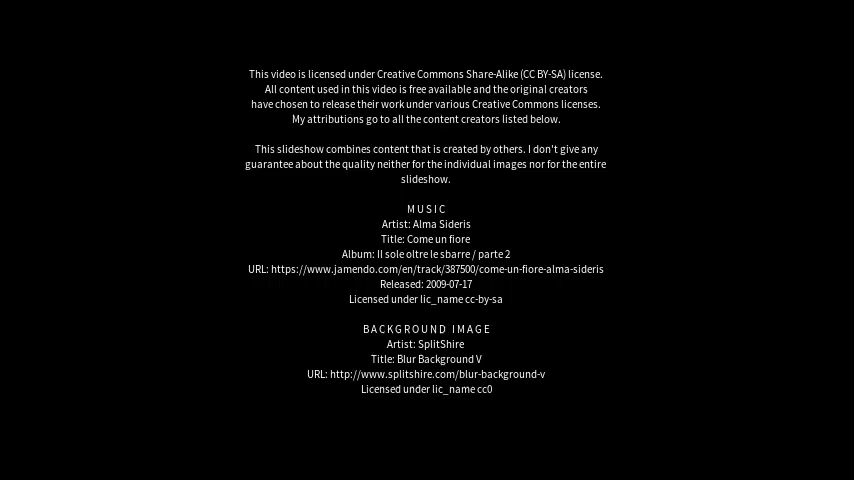 This video is licensed under Creative Commons Share-Alike (CC BY-SA) license.
All content used in this video is free available and the original creators
have chosen to release their work under various Creative Commons licenses.
My attributions go to all the content creators listed below.
This slideshow combines content that is created by others. I don't give any
guarantee about the quality neither for the individual images nor for the entire
slideshow.
MUSIC
Artist: Alma Sideris
Title: Come un fiore
Album: Il sole oltre le sbarre / parte 2
URL: https://www.jamendo.com/en/track/387500/come-un-fiore-alma-sideris
Released: 2009-07-17
Licensed under lic_name cc-by-sa
BACKGROUND IMAGE
Artist: SplitShire
Title: Blur Background V
URL: http://www.splitshire.com/blur-background-v
Licensed under lic_name cc0